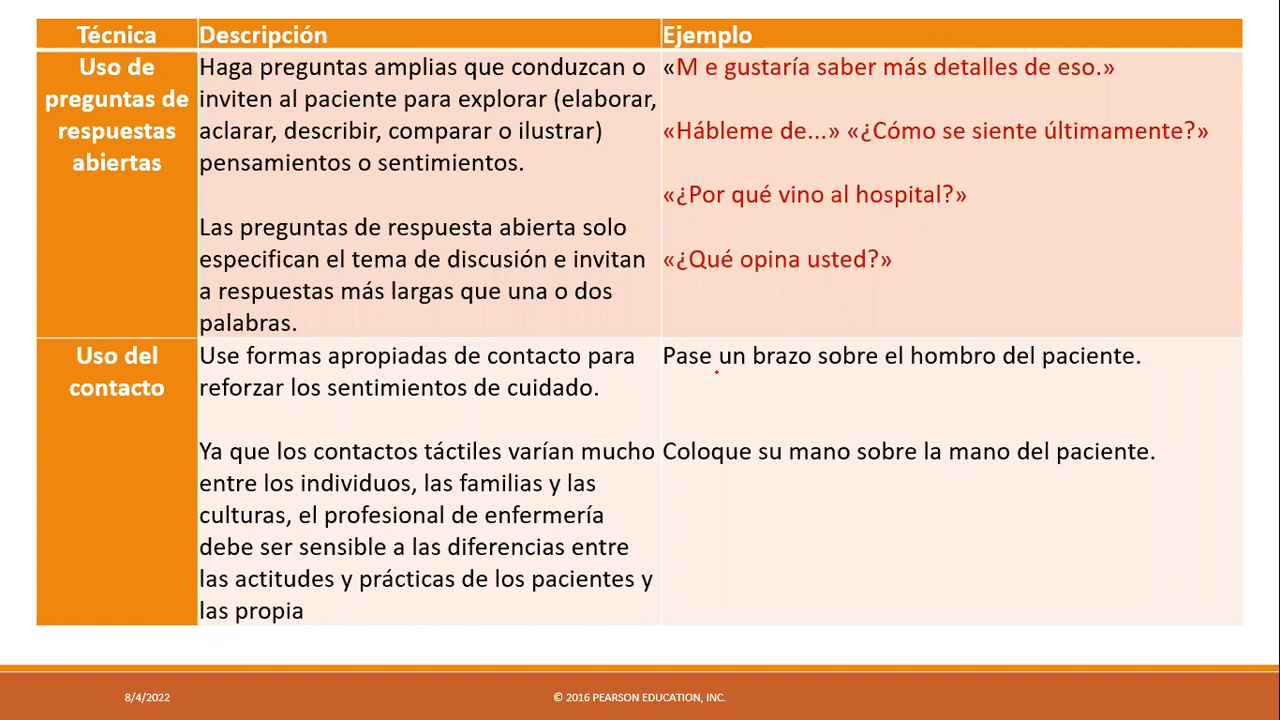 Técnica
Descripción
Ejemplo
Uso de
preguntas de
respuestas
abiertas
Haga preguntas amplias que conduzcan o
inviten al paciente para explorar (elaborar,
aclarar, describir, comparar o ilustrar)
pensamientos o sentimientos.
Las preguntas de respuesta abierta solo
especifican el tema de discusión e invitan
a respuestas más largas que una o dos
palabras.
«M e gustaría saber más detalles de eso.»
«Hábleme de...» «¿Cómo se siente últimamente?»
«¿Por qué vino al hospital?»
«¿Qué opina usted?»
Uso del
contacto
Use formas apropiadas de contacto para
reforzar los sentimientos de cuidado.
Ya que los contactos táctiles varían mucho
entre los individuos, las familias y las
culturas, el profesional de enfermería
debe ser sensible a las diferencias entre
las actitudes y prácticas de los pacientes y
las propia
Pase un brazo sobre el hombro del paciente.
Coloque su mano sobre la mano del paciente.
8/4/2022
© 2016 PEARSON EDUCATION, INC.